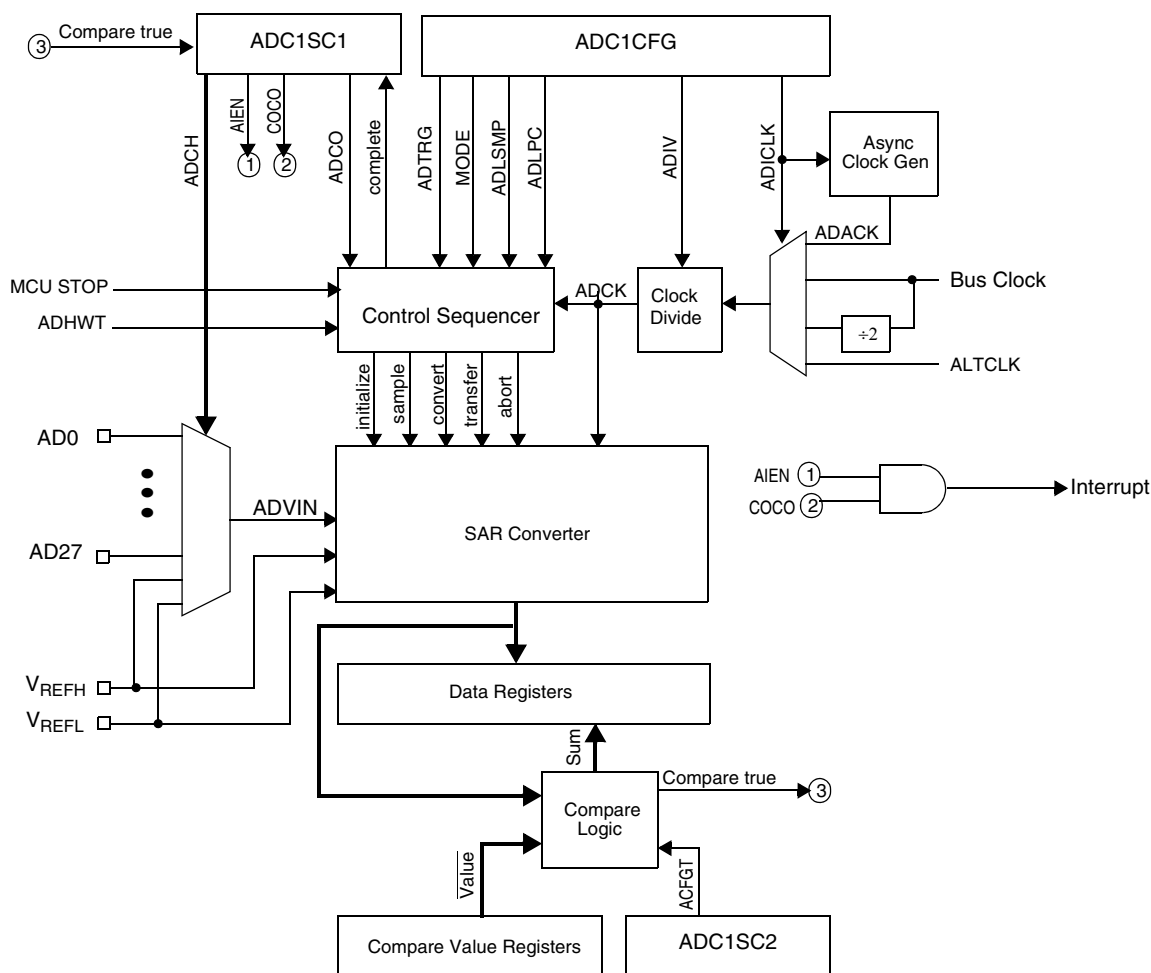 3 Compare true
ADC1SC1
ADC1CFG
ADCH
AIEN
1
COCO
2
ADCO
complete
ADTRG
MODE
ADLSMP
ADLPC
ADIV
ADICLK
Async
Clock Gen
ADACK
MCU STOP
ADHWT
Control Sequencer
ADCK
Clock
Divide
Bus Clock
÷2
ALTCLK
initialize
sample
convert
transfer
abort
AD0
AD27
ADVIN
SAR Converter
AIEN 1
COCO 2
Interrupt
VREFH
VREFL
Data Registers
Sum
Compare true
3
Compare
Logic
Value
ACFGT
Compare Value Registers
ADC1SC2